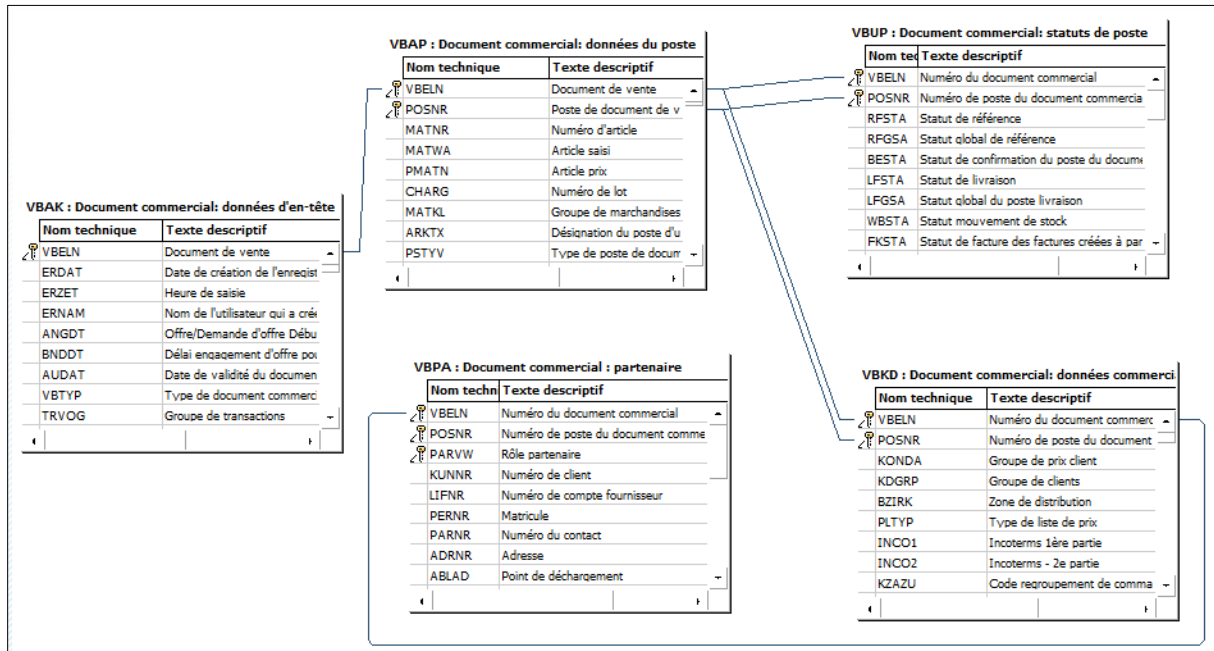 VBAP : Document commercial: données du poste
Nom technique Texte descriptif
VBELN Document de vente
POSNR Poste de document de v
MATNR Numéro d'article
MATWA Article saisi
PMATN Article prix
CHARG Numéro de lot
MATKL Groupe de marchandises
ARKTX Désignation du poste d'u
PSTYV Type de poste de docum
VBUP : Document commercial: statuts de poste
Nom tec Texte descriptif
VBELN Numéro du document commercial
POSNR Numéro de poste du document commercia
RFSTA Statut de référence
RFGSA Statut global de référence
BESTA Statut de confirmation du poste du docume
LFSTA Statut de livraison
LFGSA Statut global du poste livraison
WBSTA Statut mouvement de stock
FKSTA Statut de facture des factures créées à par
VBAK : Document commercial: données d'en-tête
Nom technique Texte descriptif
VBELN Document de vente
ERDAT Date de création de l'enregist
ERZET Heure de saisie
ERNAM Nom de l'utilisateur qui a crée
ANGDT Offre/Demande d'offre Débu
BNDDT Délai engagement d'offre pou
AUDAT Date de validité du documen
VBTYP Type de document commerci
TRVOG Groupe de transactions
VBPA : Document commercial : partenaire
Nom techn Texte descriptif
VBELN Numéro du document commercial
POSNR Numéro de poste du document comme
PARVW Rôle partenaire
KUNNR Numéro de client
LIFNR Numéro de compte fournisseur
PERNR Matricule
PARNR Numéro du contact
ADRNR Adresse
ABLAD Point de déchargement
VBKD : Document commercial: données commercia
Nom technique Texte descriptif
VBELN Numéro du document commerc
POSNR Numéro de poste du document
KONDA Groupe de prix client
KDGRP Groupe de clients
BZIRK Zone de distribution
PLTYP Type de liste de prix
INCO1 Incoterms 1ère partie
INCO2 Incoterms - 2e partie
KZAZU Code regroupement de comma